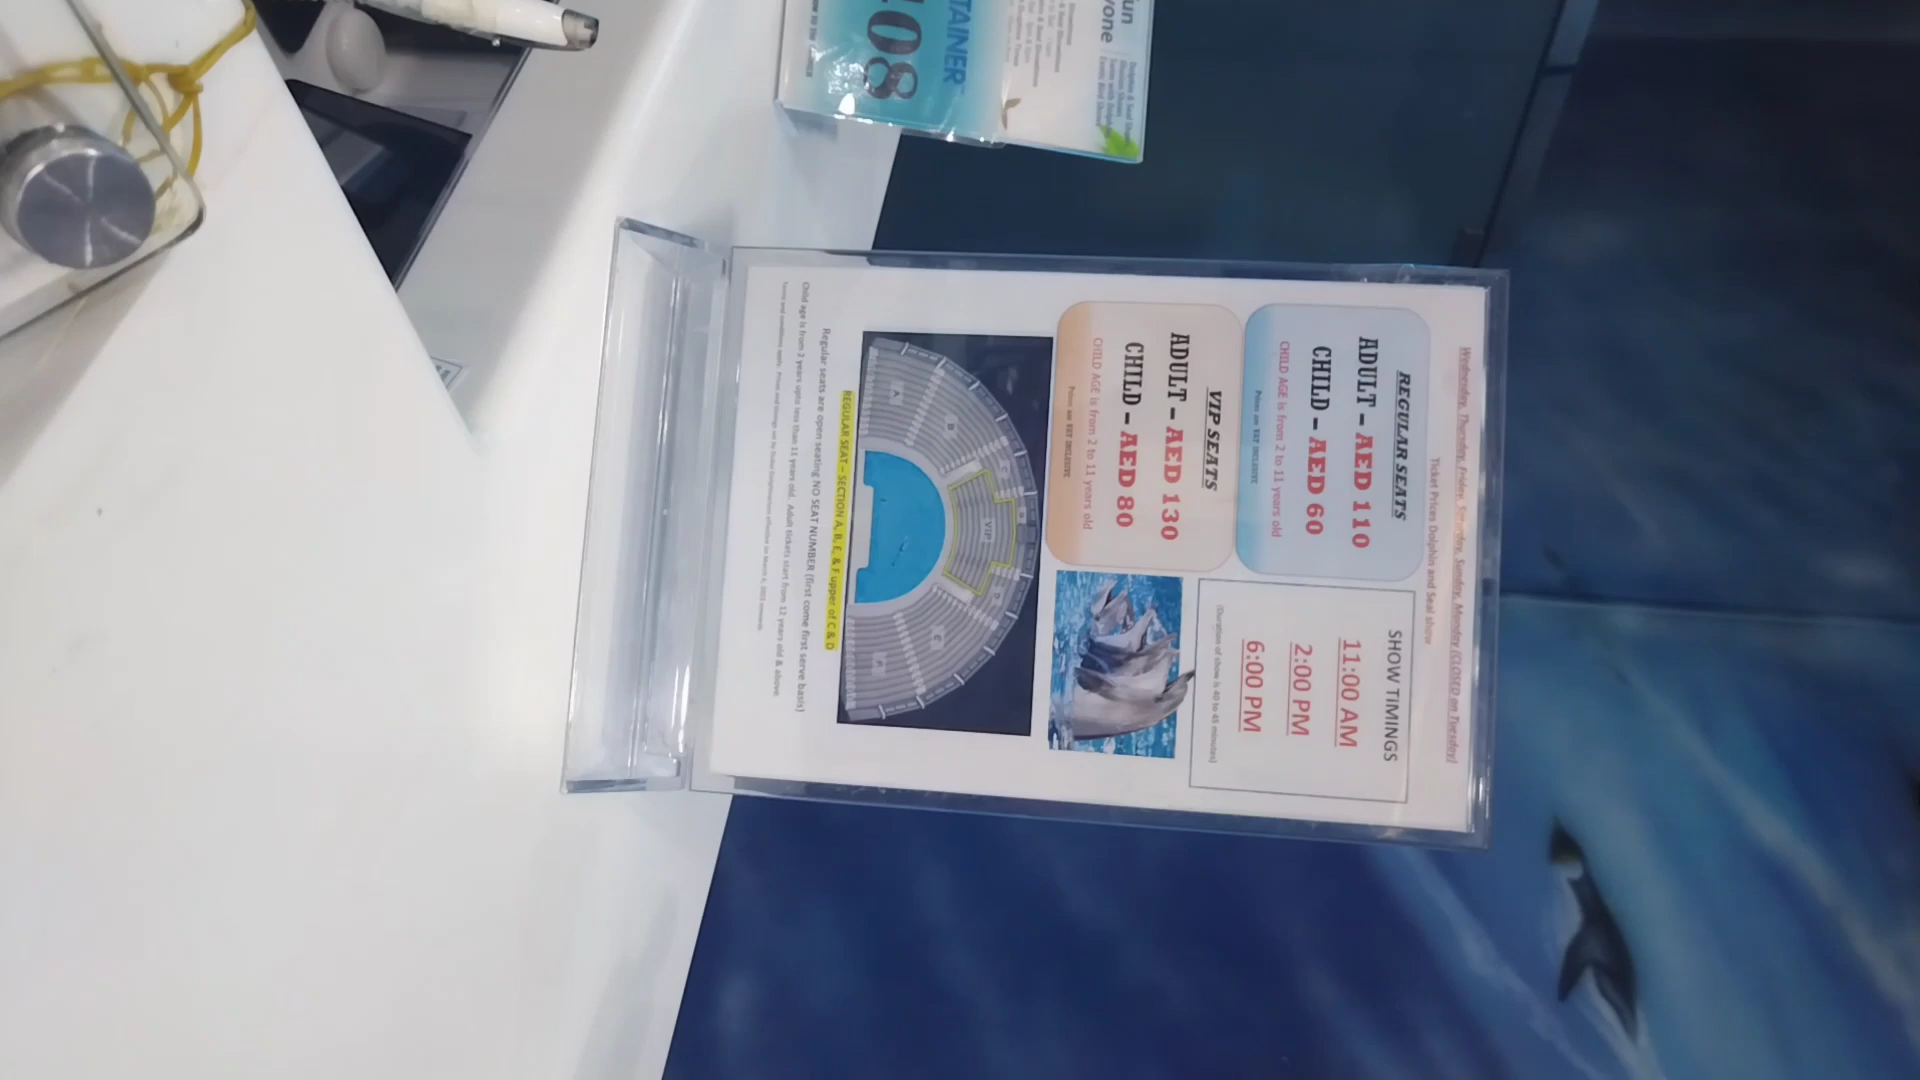 Wednesday, Thursday, Friday, Saturday, Sunday, Monday (CLOSED on Tuesday)
Ticket Prices Dolphin and Seal show
REGULAR SEATS
ADULT – AED 110
CHILD – AED 60
CHILD AGE is from 2 to 11 years old
Prices are VAT INCLUSIVE
SHOW TIMINGS
11:00 AM
2:00 PM
6:00 PM
(Duration of show is 40 to 45 minutes)
VIP SEATS
ADULT – AED 130
CHILD – AED 80
CHILD AGE is from 2 to 11 years old
Prices are VAT INCLUSIVE
A
B
C
VIP
D
E
F
REGULAR SEAT – SECTION A, B, E, & F upper of C & D
Regular seats are open seating NO SEAT NUMBER (first come first serve basis)
Child age is from 2 years upto less than 11 years old. Adult tickets start from 12 years old & above.
Terms and conditions apply.
TAINER
08